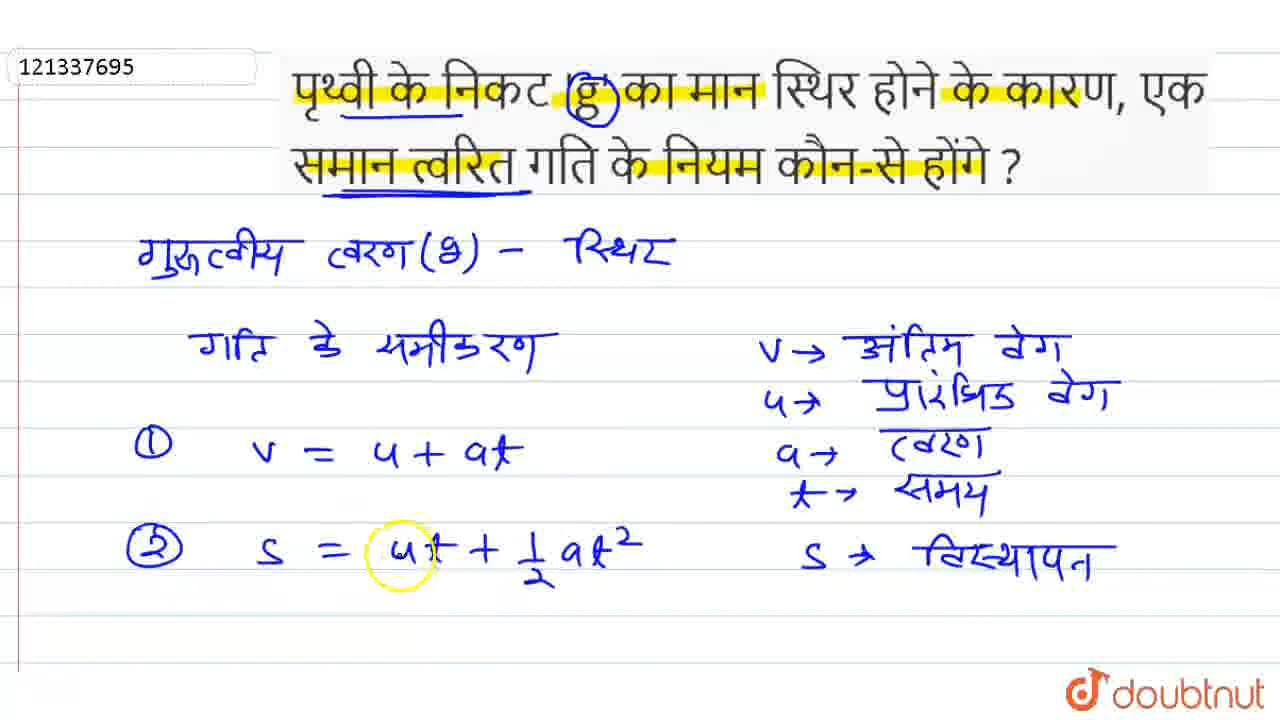 121337695
पृथ्वी के निकट 'g' का मान स्थिर होने के कारण, एक
समान त्वरित गति के नियम कौन-से होंगे ?
गुरूत्वीय त्वरण (g) - स्थिर
गति के समीकरण
v → अंतिम वेग
u → प्रारंभिक वेग
① v = u + at
a → त्वरण
t → समय
② s = ut + 1/2 at²
s → विस्थापन
doubtnut